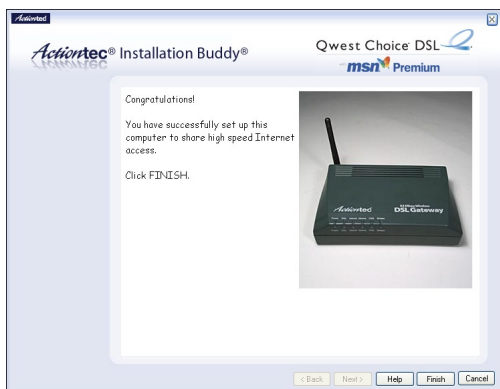 Actiontec
Actiontec® Installation Buddy®
Qwest Choice™ DSL
msn Premium
Congratulations!
You have successfully set up this
computer to share high speed Internet
access.
Click FINISH.
Actiontec
DSL Gateway
< Back Next > Help Finish Cancel